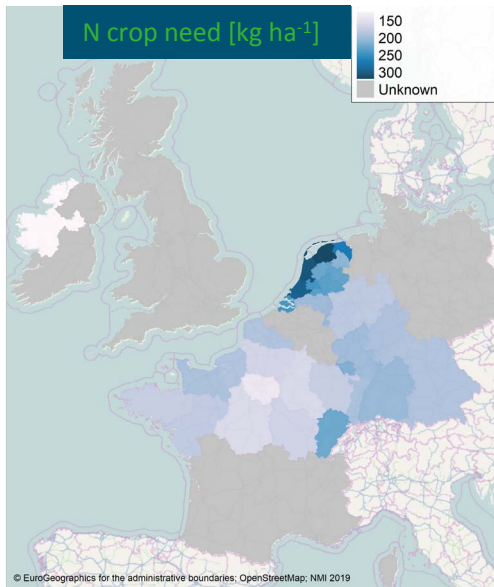 N crop need [kg ha⁻¹]
150
200
250
300
Unknown
© EuroGeographics for the administrative boundaries; OpenStreetMap; NMI 2019